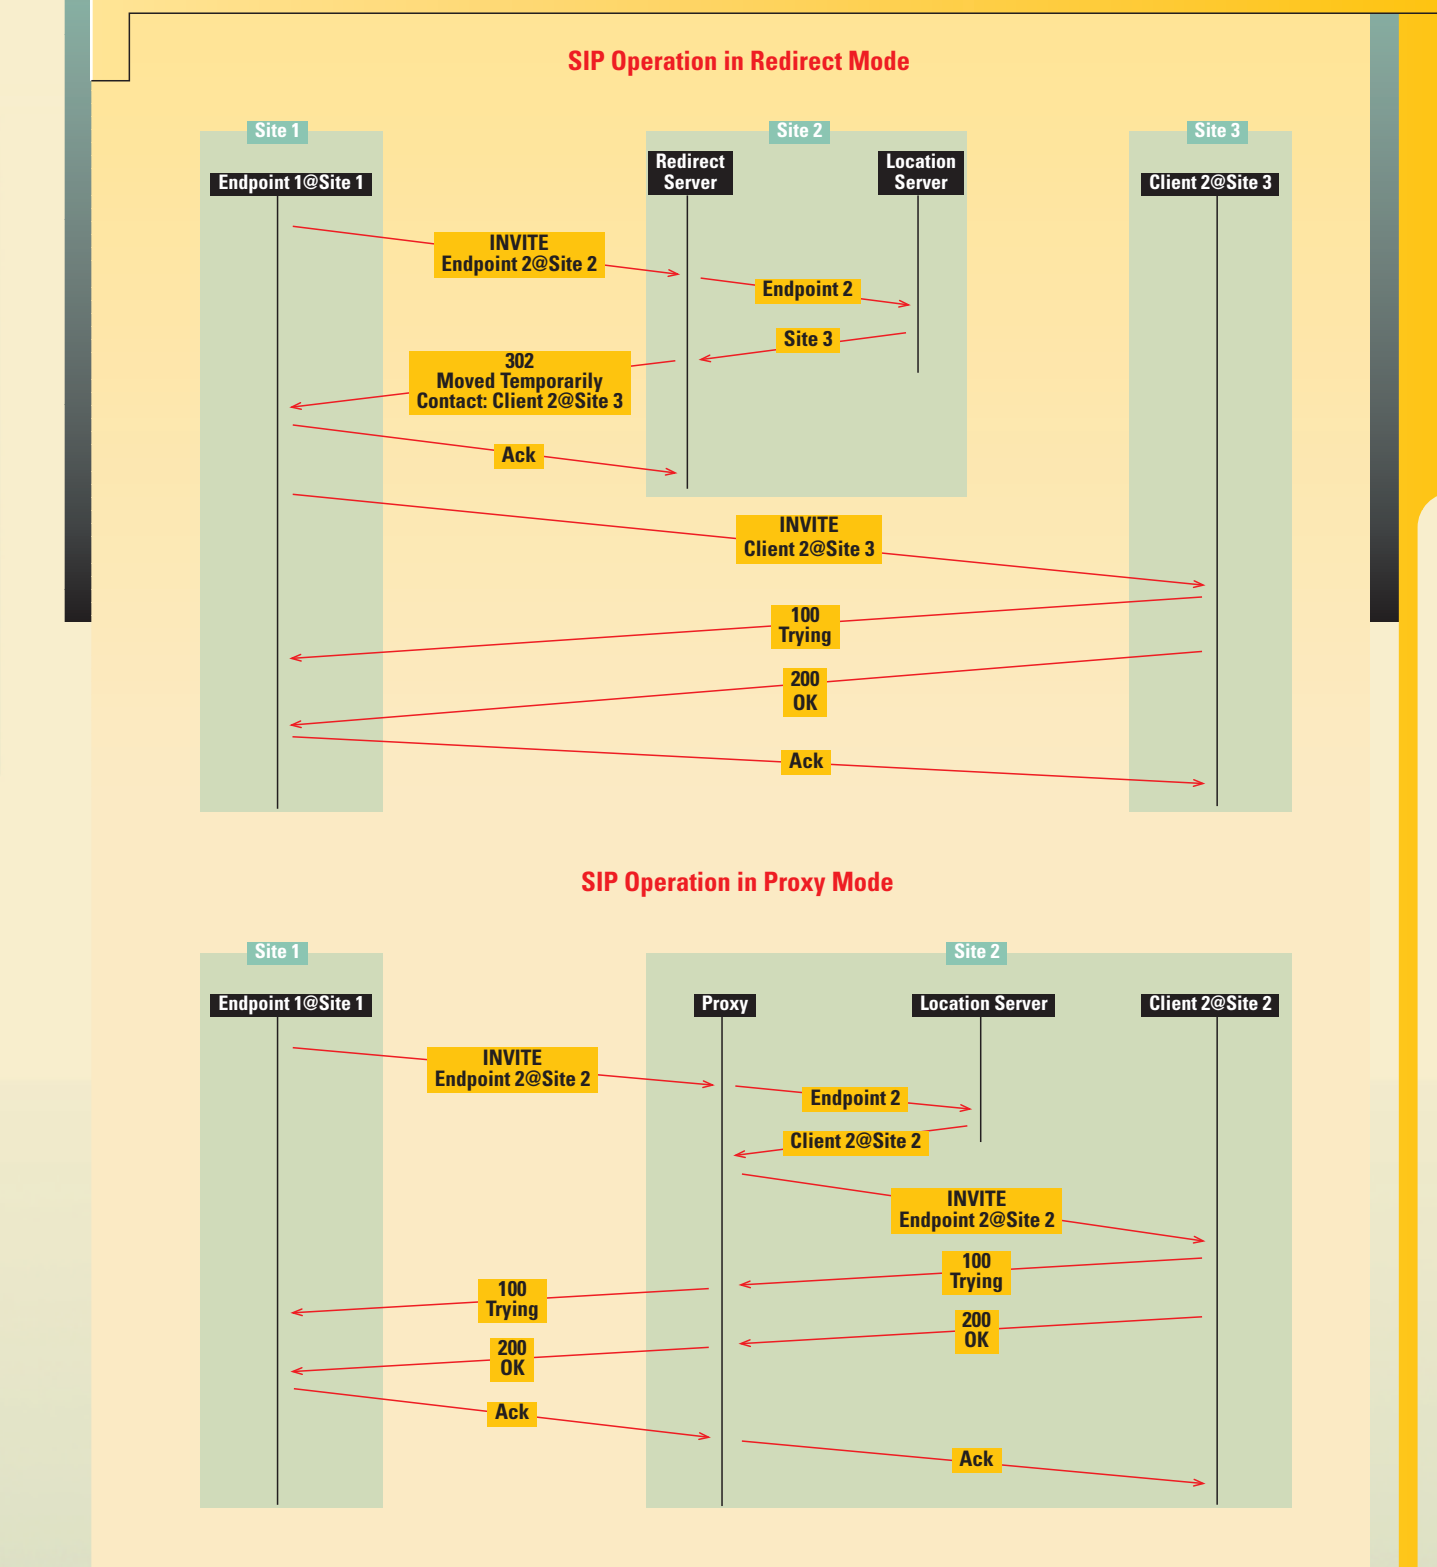 SIP Operation in Redirect Mode
Site 1
Site 2
Site 3
Endpoint 1@Site 1
Redirect
Server
Location
Server
Client 2@Site 3
INVITE
Endpoint 2@Site 2
Endpoint 2
Site 3
302
Moved Temporarily
Contact: Client 2@Site 3
Ack
INVITE
Client 2@Site 3
100
Trying
200
OK
Ack
SIP Operation in Proxy Mode
Site 1
Site 2
Endpoint 1@Site 1
Proxy
Location Server
Client 2@Site 2
INVITE
Endpoint 2@Site 2
Endpoint 2
Client 2@Site 2
INVITE
Endpoint 2@Site 2
100
Trying
100
Trying
200
OK
200
OK
Ack
Ack